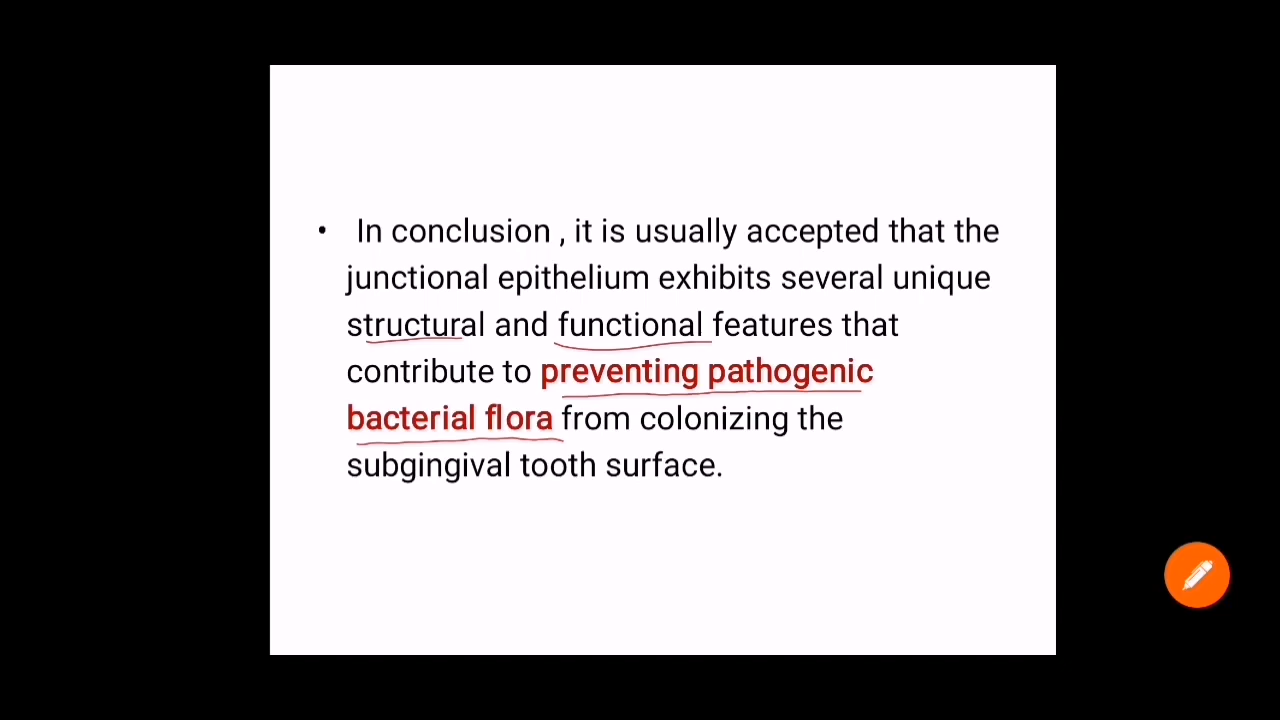 • In conclusion , it is usually accepted that the
junctional epithelium exhibits several unique
structural and functional features that
contribute to preventing pathogenic
bacterial flora from colonizing the
subgingival tooth surface.